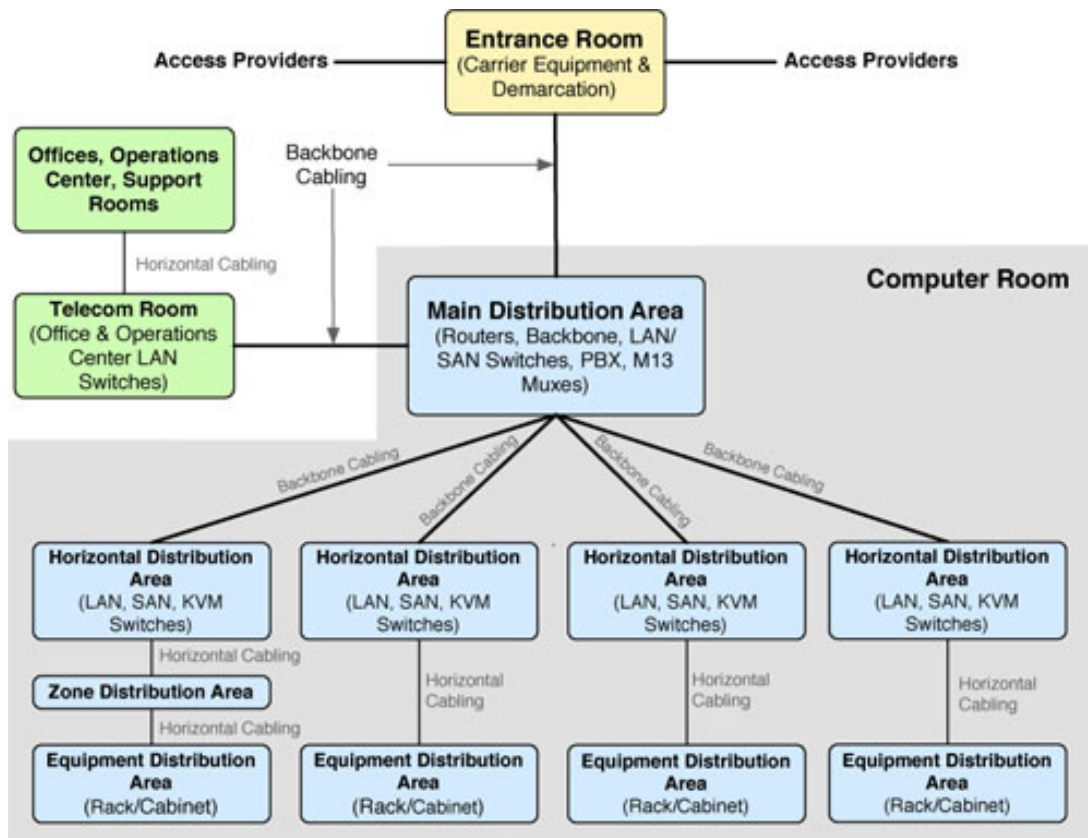 Entrance Room
(Carrier Equipment &
Demarcation)
Access Providers
Access Providers
Offices, Operations
Center, Support
Rooms
Backbone
Cabling
Horizontal Cabling
Computer Room
Telecom Room
(Office & Operations
Center LAN
Switches)
Main Distribution Area
(Routers, Backbone, LAN/
SAN Switches, PBX, M13
Muxes)
Backbone Cabling
Backbone Cabling
Backbone Cabling
Backbone Cabling
Horizontal Distribution
Area
(LAN, SAN, KVM
Switches)
Horizontal Distribution
Area
(LAN, SAN, KVM
Switches)
Horizontal Distribution
Area
(LAN, SAN, KVM
Switches)
Horizontal Distribution
Area
(LAN, SAN, KVM
Switches)
Horizontal Cabling
Zone Distribution Area
Horizontal Cabling
Horizontal
Cabling
Horizontal
Cabling
Horizontal
Cabling
Equipment Distribution
Area
(Rack/Cabinet)
Equipment Distribution
Area
(Rack/Cabinet)
Equipment Distribution
Area
(Rack/Cabinet)
Equipment Distribution
Area
(Rack/Cabinet)